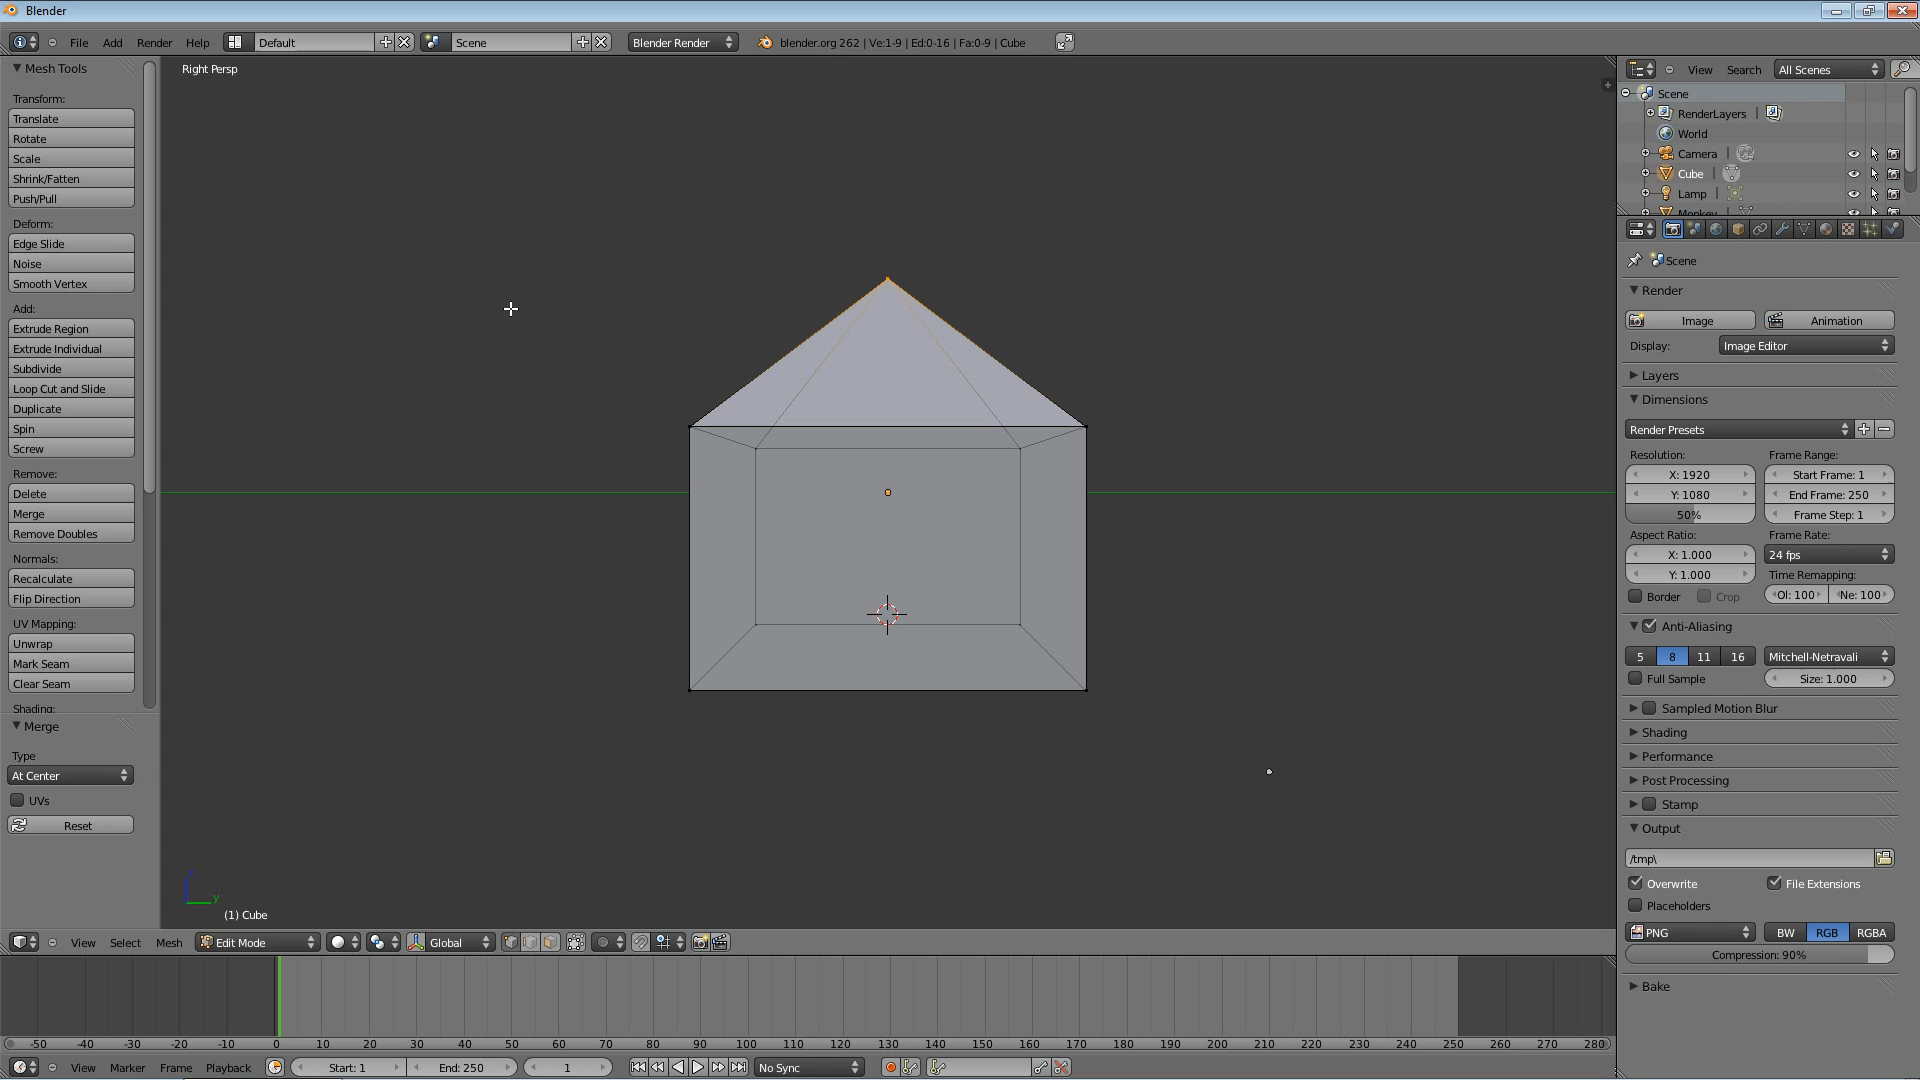 Blender
File Add Render Help Default Scene Blender Render blender.org 262 | Ve:1-9 | Ed:0-16 | Fa:0-9 | Cube
Mesh Tools
Transform:
Translate
Rotate
Scale
Shrink/Fatten
Push/Pull
Deform:
Edge Slide
Noise
Smooth Vertex
Add:
Extrude Region
Extrude Individual
Subdivide
Loop Cut and Slide
Duplicate
Spin
Screw
Remove:
Delete
Merge
Remove Doubles
Normals:
Recalculate
Flip Direction
UV Mapping:
Unwrap
Mark Seam
Clear Seam
Shading:
Merge
Type
At Center
UVs
Reset
Right Persp
y
(1) Cube
View Select Mesh Edit Mode Global
-50 -40 -30 -20 -10 0 10 20 30 40 50 60 70 80 90 100 110 120 130 140 150 160 170 180 190 200 210 220 230 240 250 260 270 280
View Marker Frame Playback Start: 1 End: 250 1 No Sync
View Search All Scenes
Scene
RenderLayers |
World
Camera |
Cube |
Lamp |
Monkey |
Scene
Render
Image Animation
Display: Image Editor
Layers
Dimensions
Render Presets
Resolution: Frame Range:
X: 1920 Start Frame: 1
Y: 1080 End Frame: 250
50% Frame Step: 1
Aspect Ratio: Frame Rate:
X: 1.000 24 fps
Y: 1.000 Time Remapping:
Border Crop Ol: 100 Ne: 100
Anti-Aliasing
5 8 11 16 Mitchell-Netravali
Full Sample Size: 1.000
Sampled Motion Blur
Shading
Performance
Post Processing
Stamp
Output
/tmp\
Overwrite File Extensions
Placeholders
PNG BW RGB RGBA
Compression: 90%
Bake